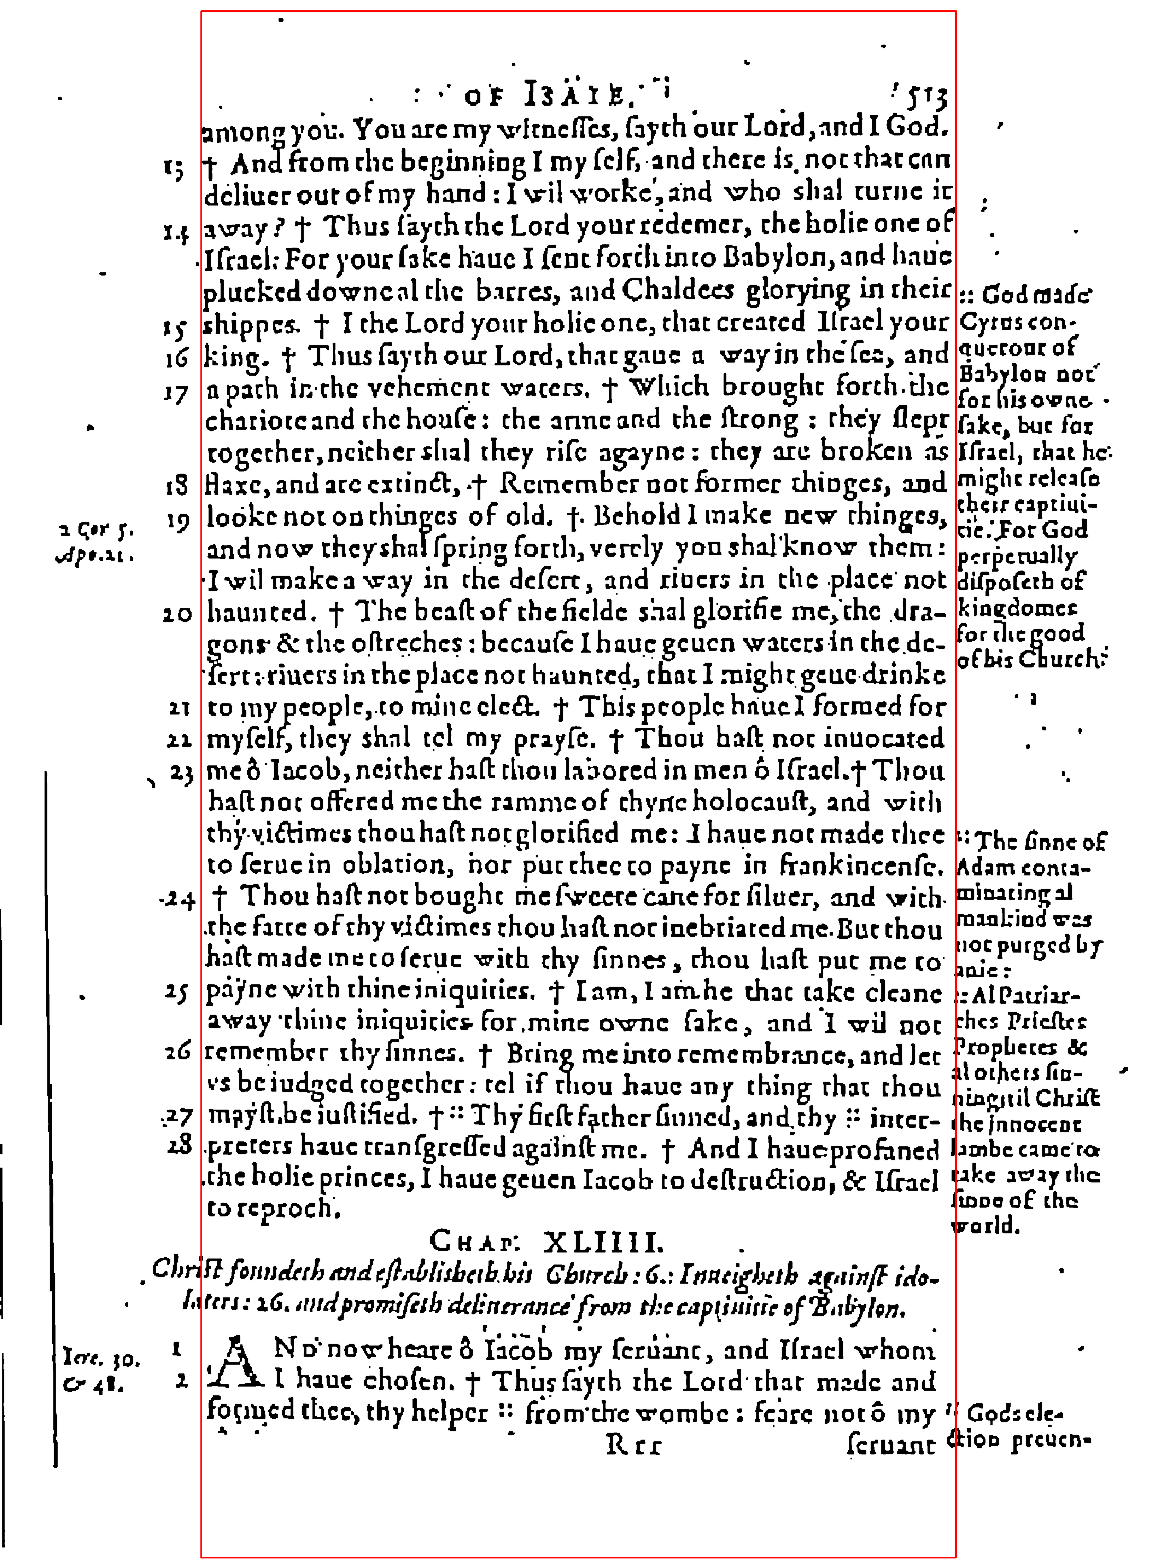 OF ISAIE. 513
among you. You are my witneſſes, ſayth our Lord, and I God.
13 † And from the beginning I my ſelf, and there is not that can
deliuer out of my hand: I wil worke, and who shal turne it
14 away? † Thus ſayth the Lord your redemer, the holie one of
Iſrael: For your ſake haue I ſent forth into Babylon, and haue
plucked downe al the barres, and Chaldees glorying in their
15 shippes. † I the Lord your holie one, that created Iſrael your
16 king. † Thus ſayth our Lord, that gaue a way in the ſea, and
17 a path in the vehement waters. † Which brought forth the
chariote and the houſe: the armeand the ſtrong: they ſlept
together, neither shal they riſe agayne: they are broken as
18 flaxe, and are extinct, † Remember not former thinges, and
19 looke not on thinges of old. † Behold I make new thinges,
and now they shal ſpring forth, verely you shal know them:
I wil make a way in the deſert, and riuers in the place not
20 haunted. † The beaſt of the fielde shal glorifie me, the dra-
gons & the oſtreches: becauſe I haue geuen waters in the de-
ſert: riuers in the place not haunted, that I might geue drinke
21 to my people, to mine elect. † This people haue I formed for
22 myſelf, they shal tel my prayſe. † Thou haſt not inuocated
23 me ô Iacob, neither haſt thou labored in men ô Iſrael. † Thou
haſt not offered me the ramme of thyne holocauſt, and with
thy victimes thou haſt not glorified me: I haue not made thee
to ſerue in oblation, nor put thee to payne in frankincenſe.
24 † Thou haſt not bought me ſweete cane for ſiluer, and with
the fatte of thy victimes thou haſt not inebriated me. But thou
haſt made me to ſerue with thy ſinnes, thou haſt put me to
25 payne with thine iniquities. † I am, I am he that take cleane
away thine iniquities for mine owne ſake, and I wil not
26 remember thy ſinnes. † Bring me into remembrance, and let
vs be iudged together: tel if thou haue any thing that thou
27 mayſt be iuſtified. † :: Thy firſt father ſinned, and thy :: inter-
28 preters haue tranſgreſſed againſt me. † And I haue profaned
the holie princes, I haue geuen Iacob to deſtruction, & Iſrael
to reproch.
CHAP. XLIIII.
Chriſt foundeth and eſtablisheth his Church: 6.: Inueigheth againſt ido-
laters: 26. and promiſeth deliuerance from the captiuitie of Babylon.
1 AND now heare ô Iacob my ſeruant, and Iſrael whom
2 I haue choſen. † Thus ſayth the Lord that made and
formed thee, thy helper :: from the wombe: feare not ô my
Rrr ſeruant
2 Cor 5.
Apo. 21.
Iere. 30.
& 48.
:: God made
Cyrus con-
querour of
Babylon not
for his owne
ſake, but for
Iſrael, that he
might releaſe
their captiui-
tie. For God
perpetually
diſpoſeth of
kingdomes
for the good
of his Church.
:: The ſinne of
Adam conta-
minating al
mankind was
not purged by
anie:
:: Al Patriar-
ches Prieſtes
Prophetes &
al others ſin-
ning til Chriſt
the innocent
lambe came to
take away the
ſinne of the
world.
:: Gods ele-
ction preuen-